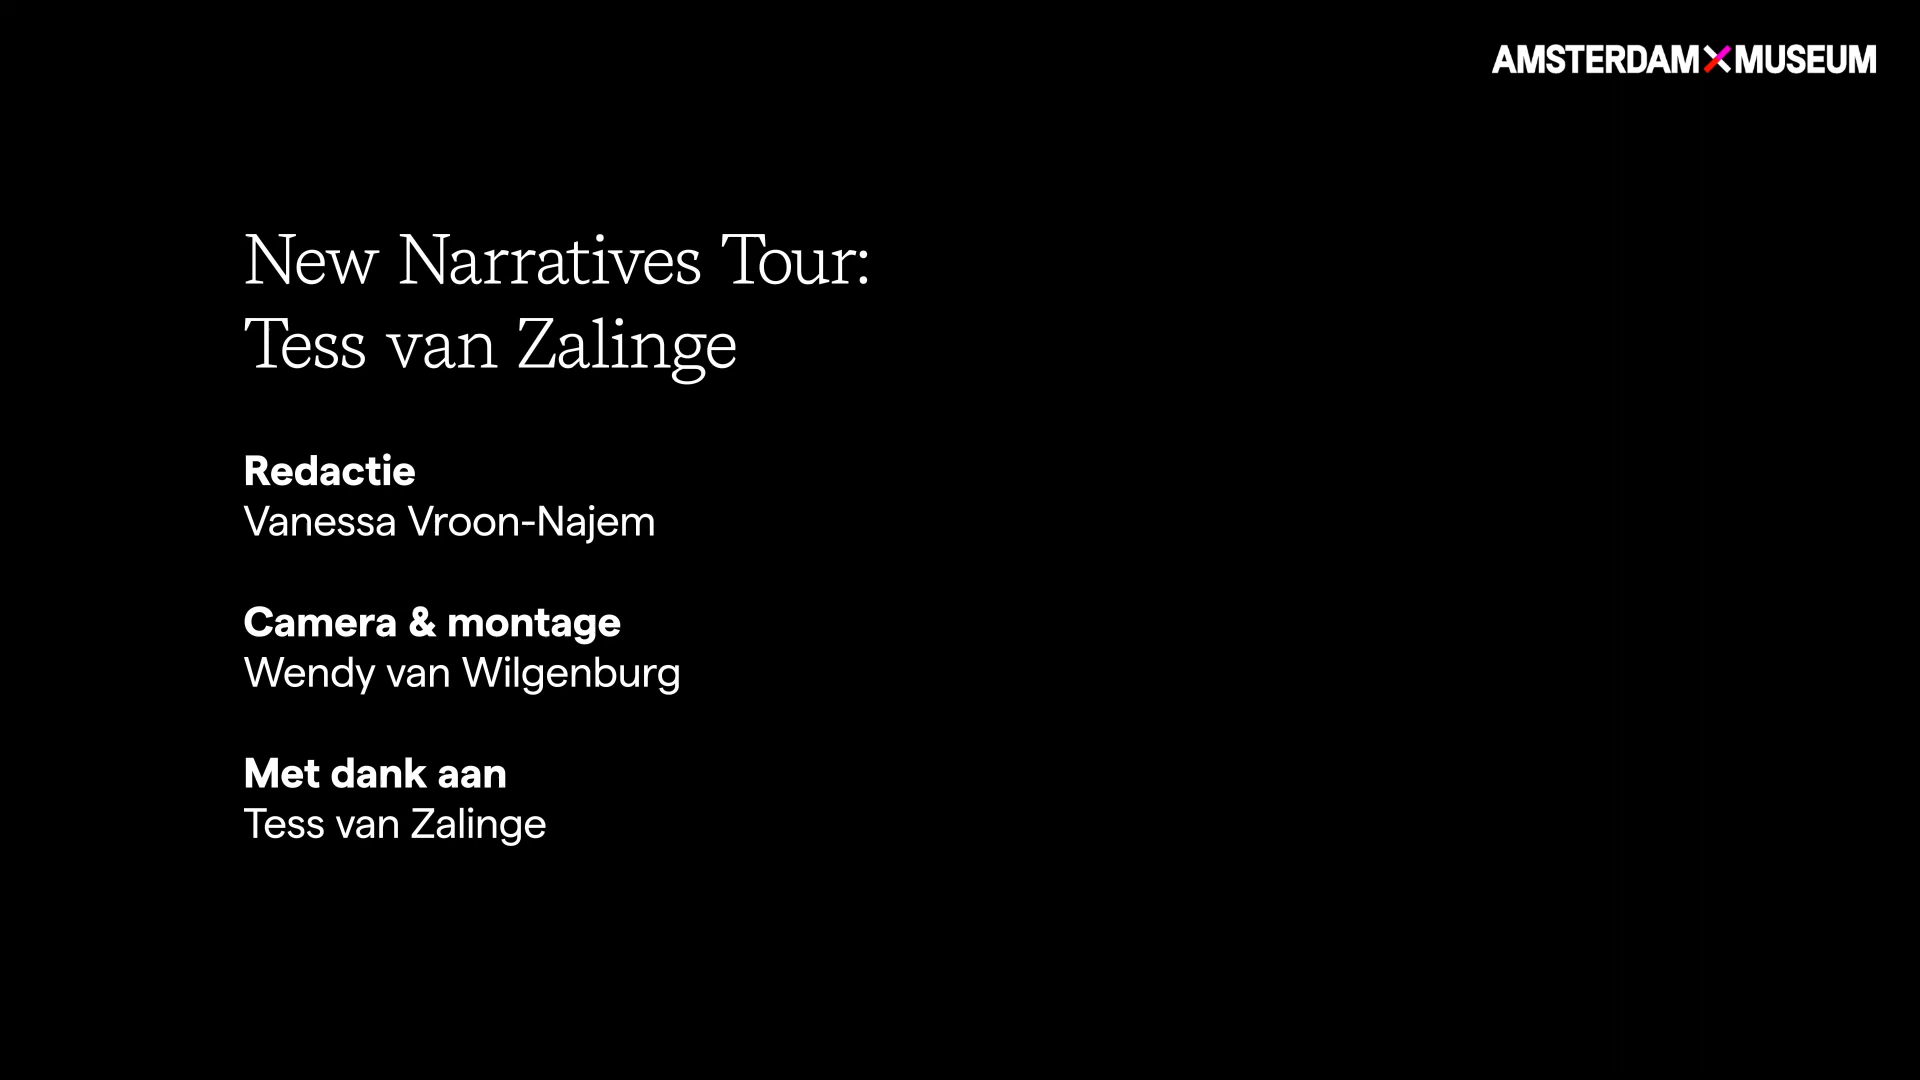 AMSTERDAM MUSEUM
New Narratives Tour:
Tess van Zalinge
Redactie
Vanessa Vroon-Najem
Camera & montage
Wendy van Wilgenburg
Met dank aan
Tess van Zalinge